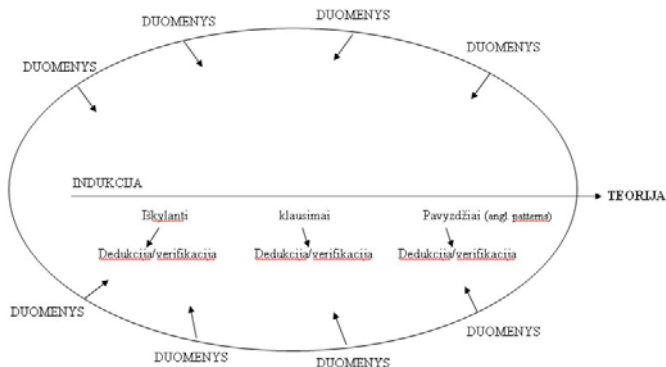 DUOMENYS
DUOMENYS
DUOMENYS
DUOMENYS
DUOMENYS
INDUKCIJA
TEORIJA
Iškylanti klausimai Pavyzdžiai (angl. patterns)
Dedukcija/verifikacija Dedukcija/verifikacija Dedukcija/verifikacija
DUOMENYS
DUOMENYS
DUOMENYS
DUOMENYS